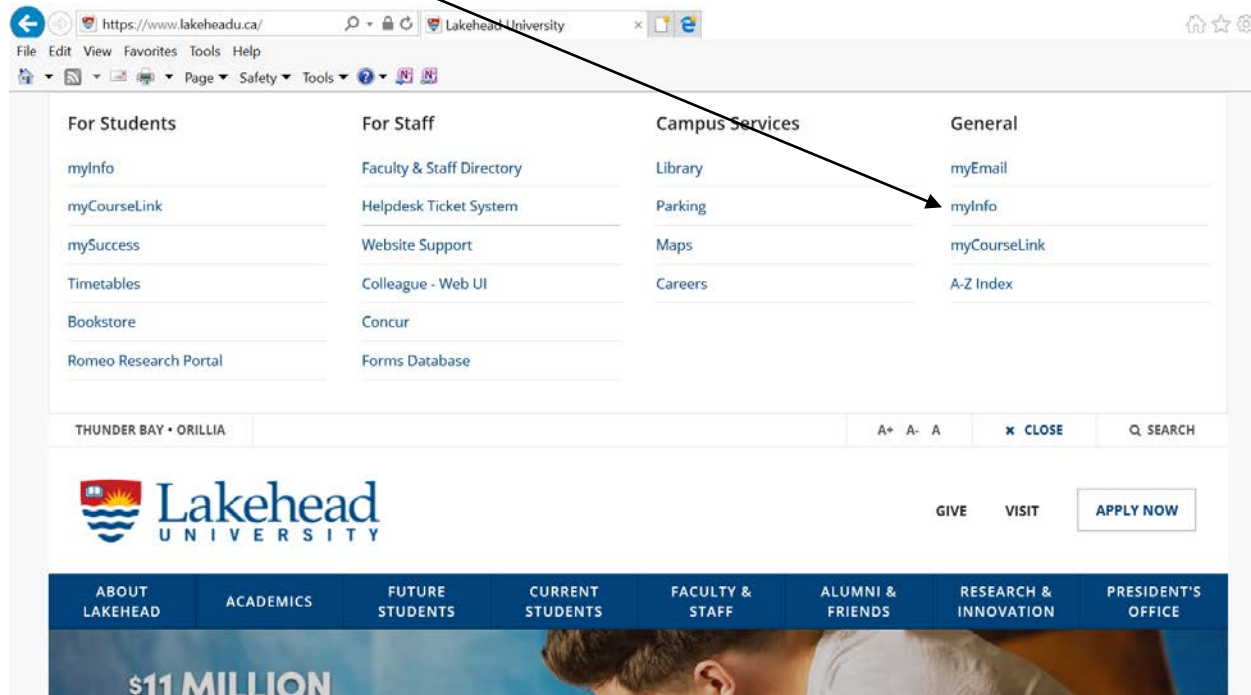 https://www.lakeheadu.ca/ Lakehead University
File Edit View Favorites Tools Help
Page Safety Tools
For Students For Staff Campus Services General
myInfo Faculty & Staff Directory Library myEmail
myCourseLink Helpdesk Ticket System Parking myInfo
mySuccess Website Support Maps myCourseLink
Timetables Colleague - Web UI Careers A-Z Index
Bookstore Concur
Romeo Research Portal Forms Database
THUNDER BAY • ORILLIA A+ A- A × CLOSE SEARCH
Lakehead
UNIVERSITY
GIVE VISIT APPLY NOW
ABOUT LAKEHEAD ACADEMICS FUTURE STUDENTS CURRENT STUDENTS FACULTY & STAFF ALUMNI & FRIENDS RESEARCH & INNOVATION PRESIDENT'S OFFICE
$11 MILLION